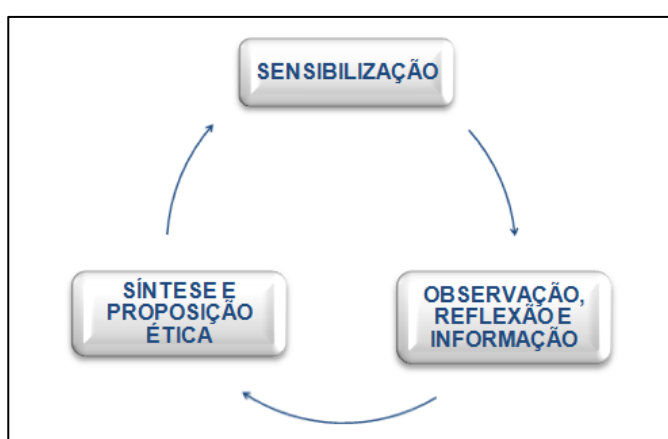 SENSIBILIZAÇÃO
SÍNTESE E
PROPOSIÇÃO
ÉTICA
OBSERVAÇÃO,
REFLEXÃO E
INFORMAÇÃO